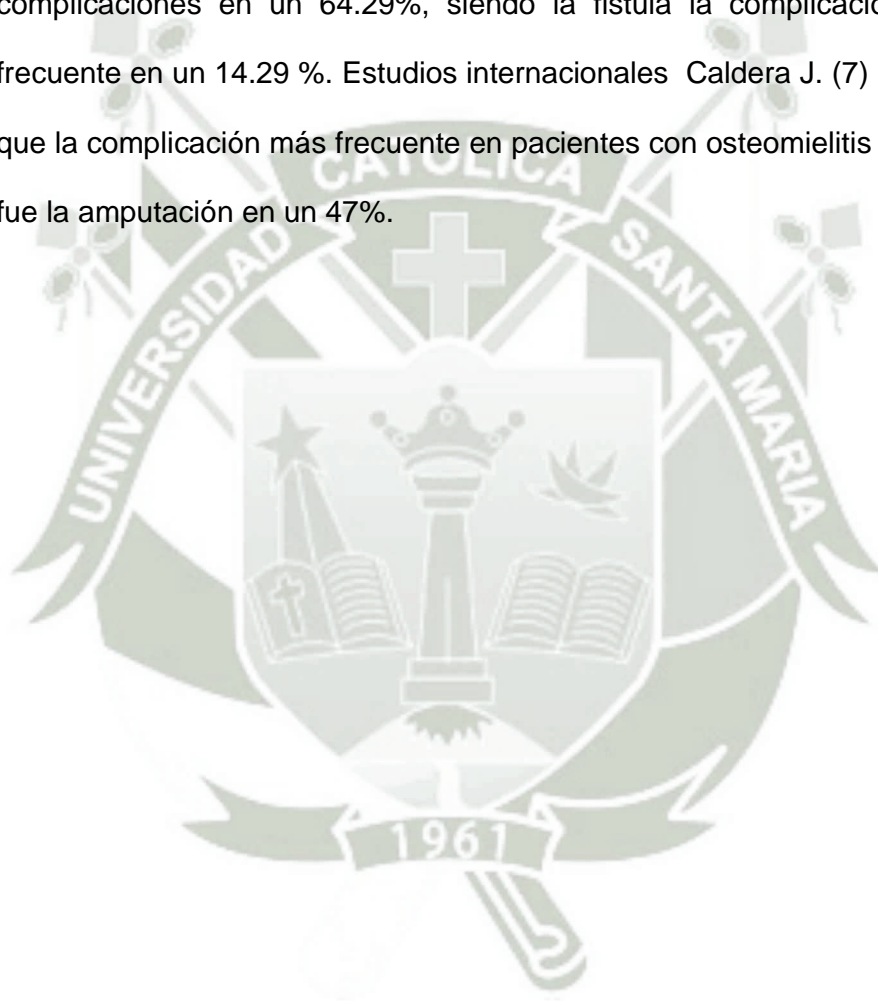 complicaciones en un 64.29%, siendo la fístula la complicació
frecuente en un 14.29 %. Estudios internacionales Caldera J. (7)
que la complicación más frecuente en pacientes con osteomielitis
fue la amputación en un 47%.
UNIVERSIDAD CATOLICA SANTA MARIA
1961